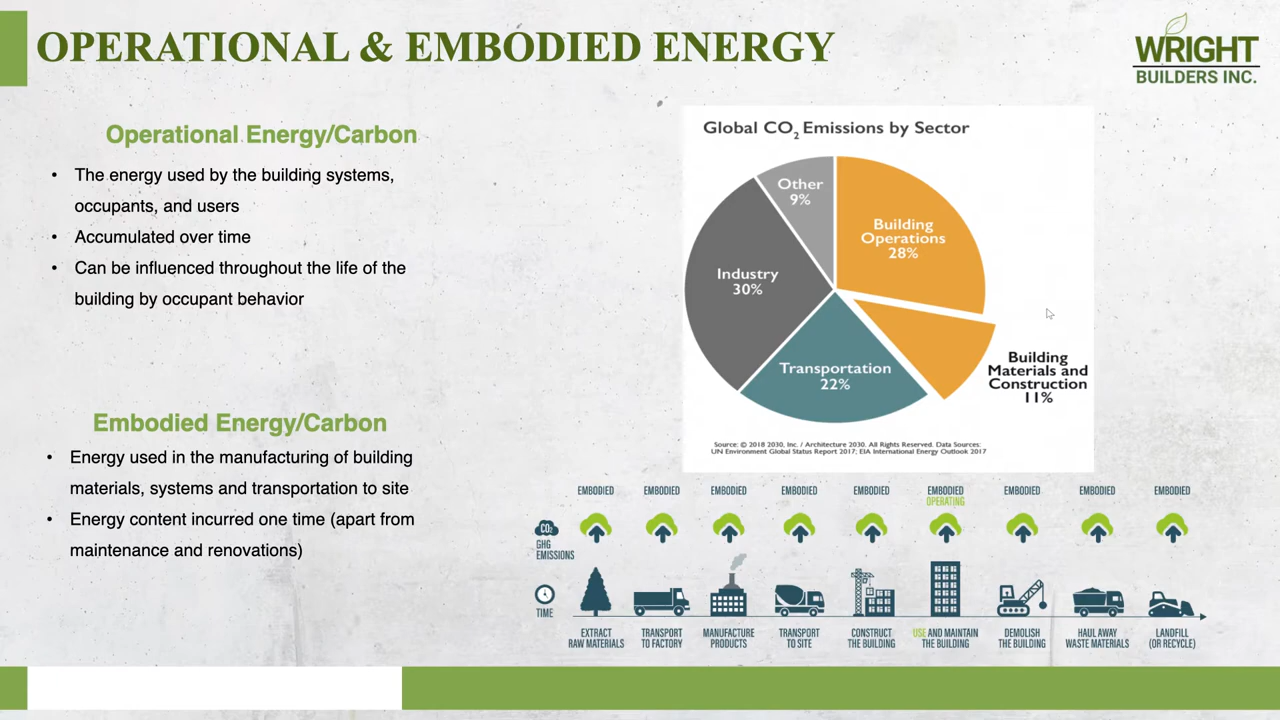 OPERATIONAL & EMBODIED ENERGY
WRIGHT
BUILDERS INC.
Operational Energy/Carbon
• The energy used by the building systems,
occupants, and users
• Accumulated over time
• Can be influenced throughout the life of the
building by occupant behavior
Embodied Energy/Carbon
• Energy used in the manufacturing of building
materials, systems and transportation to site
• Energy content incurred one time (apart from
maintenance and renovations)
Global CO2 Emissions by Sector
Other
9%
Building
Operations
28%
Industry
30%
Transportation
22%
Building
Materials and
Construction
11%
Source: © 2018 2030, Inc. / Architecture 2030. All Rights Reserved. Data Sources:
UN Environment Global Status Report 2017; EIA International Energy Outlook 2017
EMBODIED EMBODIED EMBODIED EMBODIED EMBODIED EMBODIED EMBODIED EMBODIED EMBODIED
OPERATING
CO2
GHG
EMISSIONS
TIME
EXTRACT
RAW MATERIALS
TRANSPORT
TO FACTORY
MANUFACTURE
PRODUCTS
TRANSPORT
TO SITE
CONSTRUCT
THE BUILDING
USE AND MAINTAIN
THE BUILDING
DEMOLISH
THE BUILDING
HAUL AWAY
WASTE MATERIALS
LANDFILL
(OR RECYCLE)